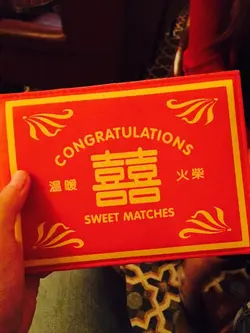 CONGRATULATIONS
溫暖 囍 火柴
SWEET MATCHES